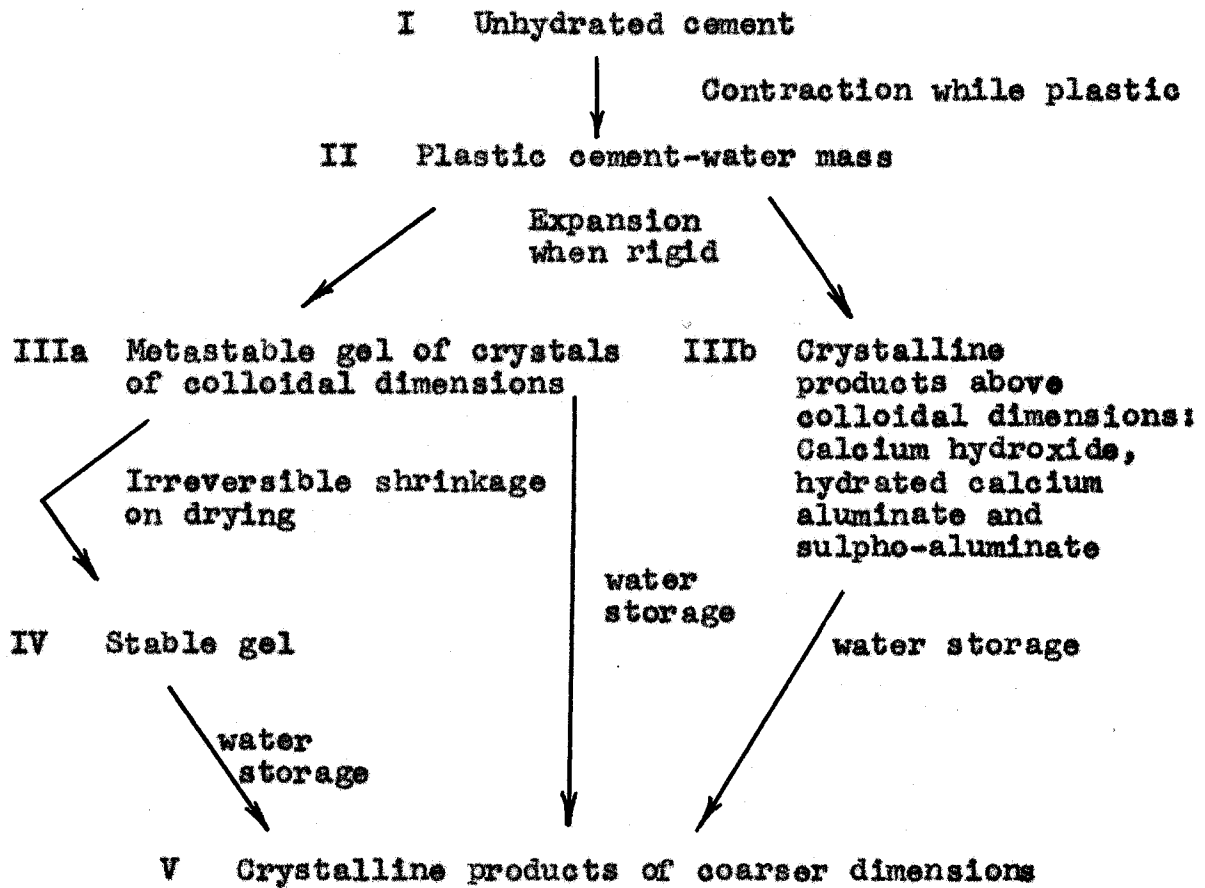 I Unhydrated cement
Contraction while plastic
II Plastic cement-water mass
Expansion
when rigid
IIIa Metastable gel of crystals
of colloidal dimensions
IIIb Crystalline
products above
colloidal dimensions:
Calcium hydroxide,
hydrated calcium
aluminate and
sulpho-aluminate
Irreversible shrinkage
on drying
water
storage
water storage
IV Stable gel
water
storage
V Crystalline products of coarser dimensions